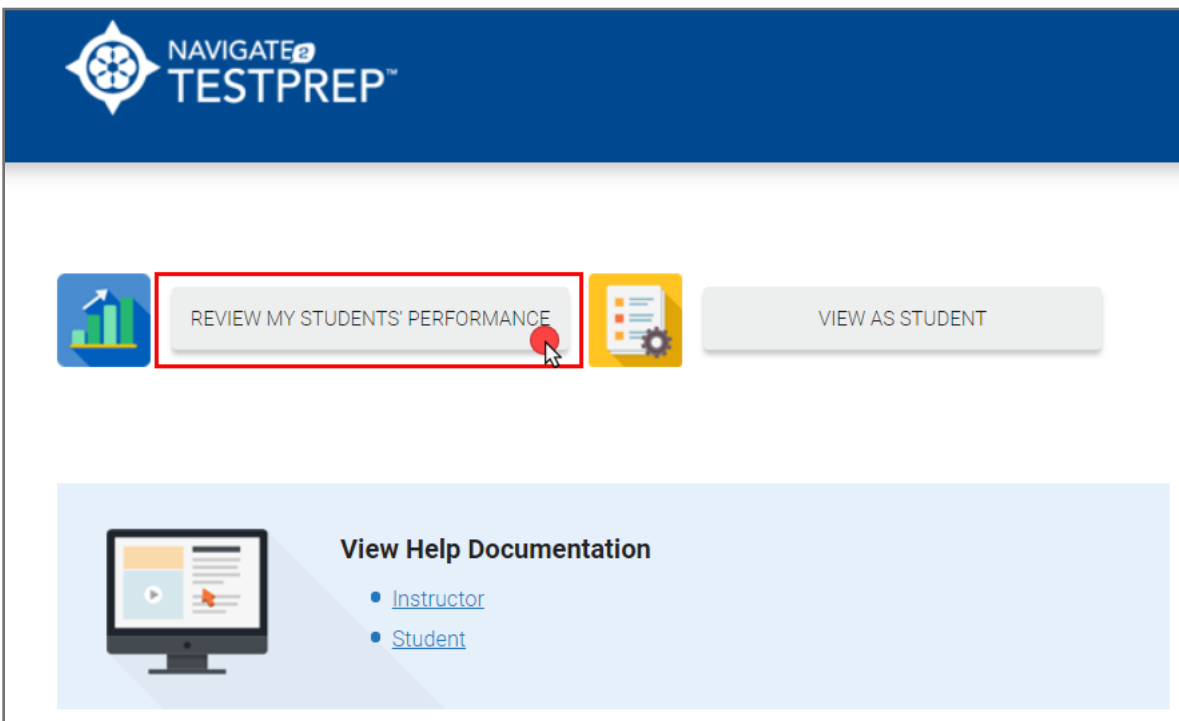 NAVIGATE 2
TESTPREP™
REVIEW MY STUDENTS' PERFORMANCE
VIEW AS STUDENT
View Help Documentation
• Instructor
• Student